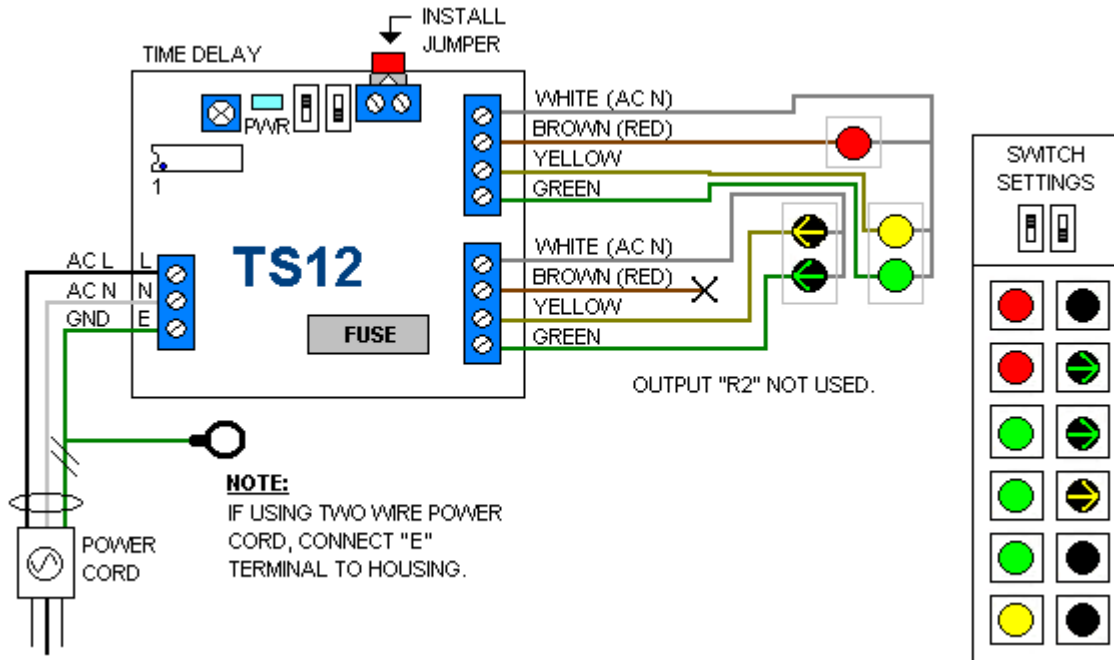 INSTALL
JUMPER
TIME DELAY
PWR
1
WHITE (AC N)
BROWN (RED)
YELLOW
GREEN
WHITE (AC N)
BROWN (RED)
YELLOW
GREEN
AC L L
AC N N
GND E
TS12
FUSE
OUTPUT "R2" NOT USED.
SWITCH
SETTINGS
NOTE:
IF USING TWO WIRE POWER
CORD, CONNECT "E"
TERMINAL TO HOUSING.
POWER
CORD